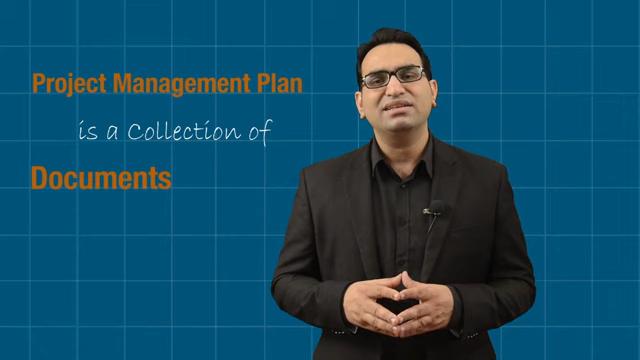 Project Management Plan
is a Collection of
Documents